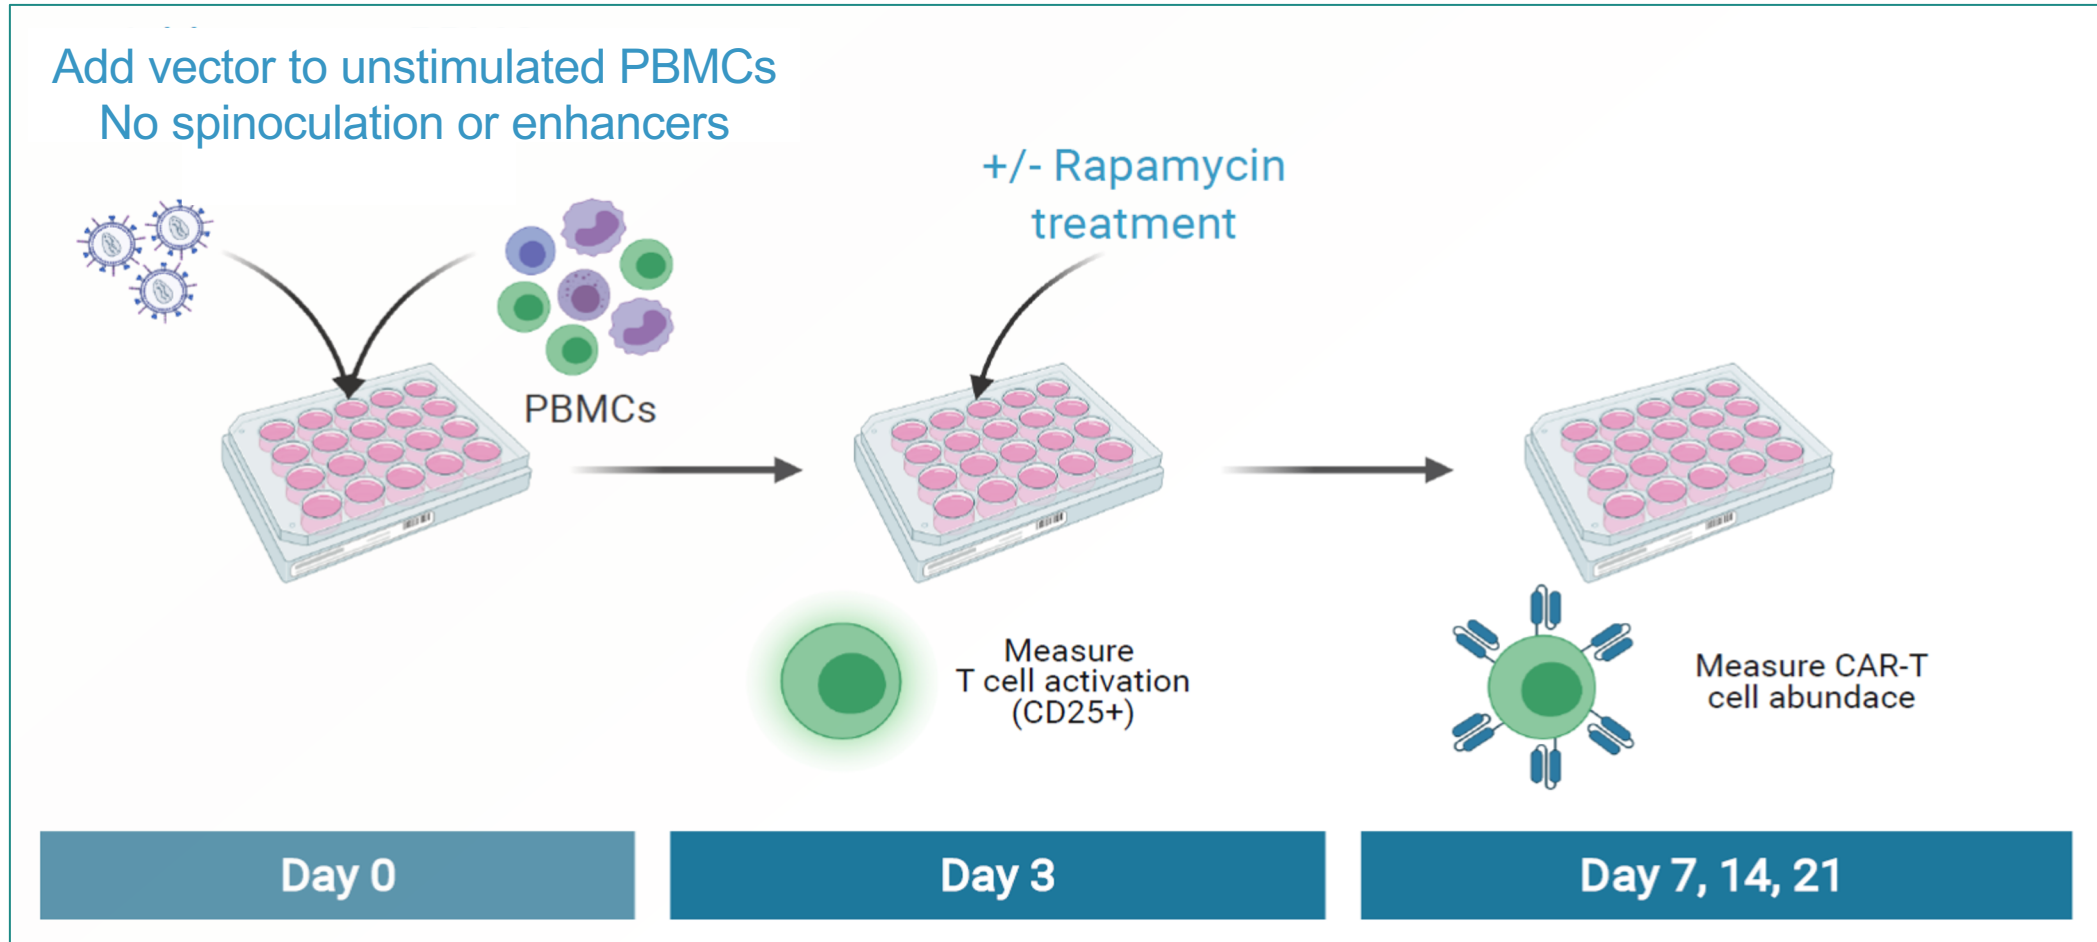 Add vector to unstimulated PBMCs
No spinoculation or enhancers
+/- Rapamycin
treatment
PBMCs
Measure
T cell activation
(CD25+)
Measure CAR-T
cell abundace
Day 0
Day 3
Day 7, 14, 21